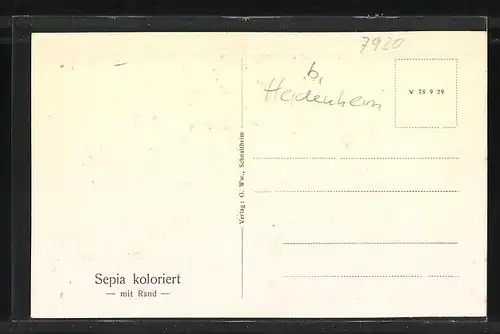 7920
b,
Heidenheim
V 75 9 29
Verlag: G. Ww., Schnaitheim
Sepia koloriert
— mit Rand —